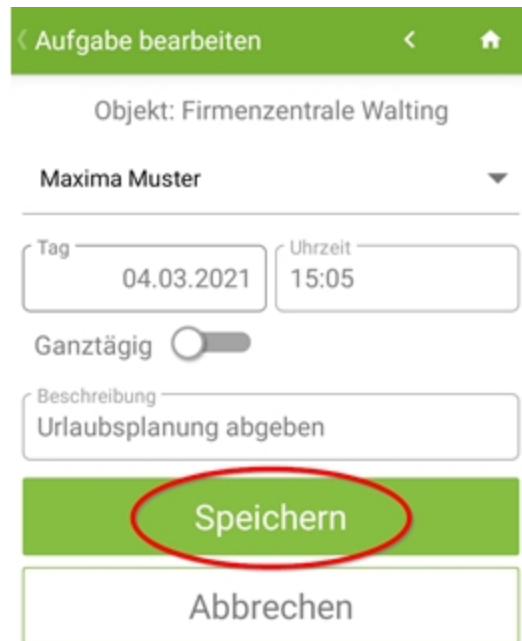 Aufgabe bearbeiten
Objekt: Firmenzentrale Walting
Maxima Muster
Tag
04.03.2021
Uhrzeit
15:05
Ganztägig
Beschreibung
Urlaubsplanung abgeben
Speichern
Abbrechen